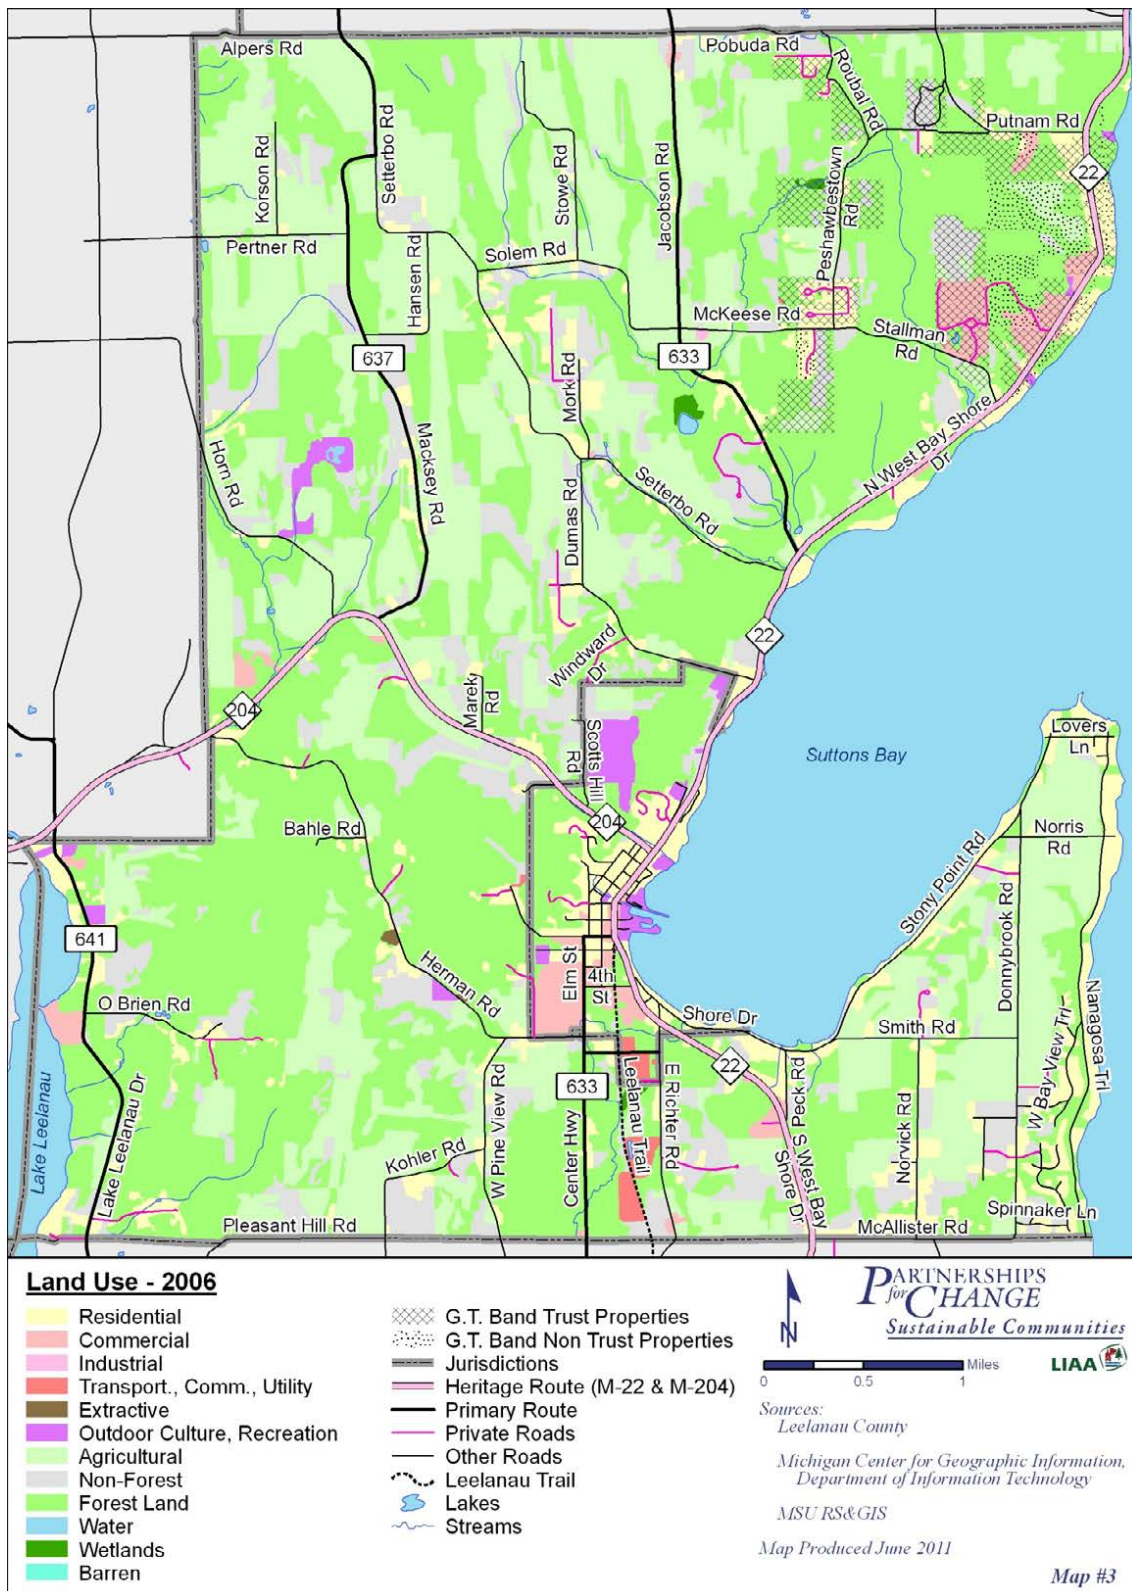 Alpers Rd
Pobuda Rd
Roubal Rd
Putnam Rd
Korson Rd
Setterbo Rd
Stowe Rd
Jacobson Rd
Peshawbestown
Rd
22
Pertner Rd
Hansen Rd
Solem Rd
McKeese Rd
Stallman
Rd
637
633
Mork Rd
Macksey Rd
Horn Rd
N West Bay Shore
Dr
Setterbo Rd
Dumas Rd
22
Windward
Dr
Marek
Rd
204
Scotts Hill
Rd
Suttons Bay
Lovers
Ln
204
Bahle Rd
Norris
Rd
Stony Point Rd
Donnybrook Rd
641
Herman Rd
Elm St
4th
St
O Brien Rd
Shore Dr
Smith Rd
Nanagosa Trl
W Bay View Trl
22
Lake Leelanau
Lake Leelanau Dr
633
W Pine View Rd
Center Hwy
Leelanau Trail
E Richter Rd
S Peck Rd
Norvick Rd
Kohler Rd
S West Bay
Shore Dr
Spinnaker Ln
Pleasant Hill Rd
McAllister Rd
Land Use - 2006
Residential
Commercial
Industrial
Transport., Comm., Utility
Extractive
Outdoor Culture, Recreation
Agricultural
Non-Forest
Forest Land
Water
Wetlands
Barren
G.T. Band Trust Properties
G.T. Band Non Trust Properties
Jurisdictions
Heritage Route (M-22 & M-204)
Primary Route
Private Roads
Other Roads
Leelanau Trail
Lakes
Streams
N
PARTNERSHIPS
for CHANGE
Sustainable Communities
Miles
0 0.5 1
LIAA
Sources:
Leelanau County
Michigan Center for Geographic Information,
Department of Information Technology
MSU RS&GIS
Map Produced June 2011
Map #3